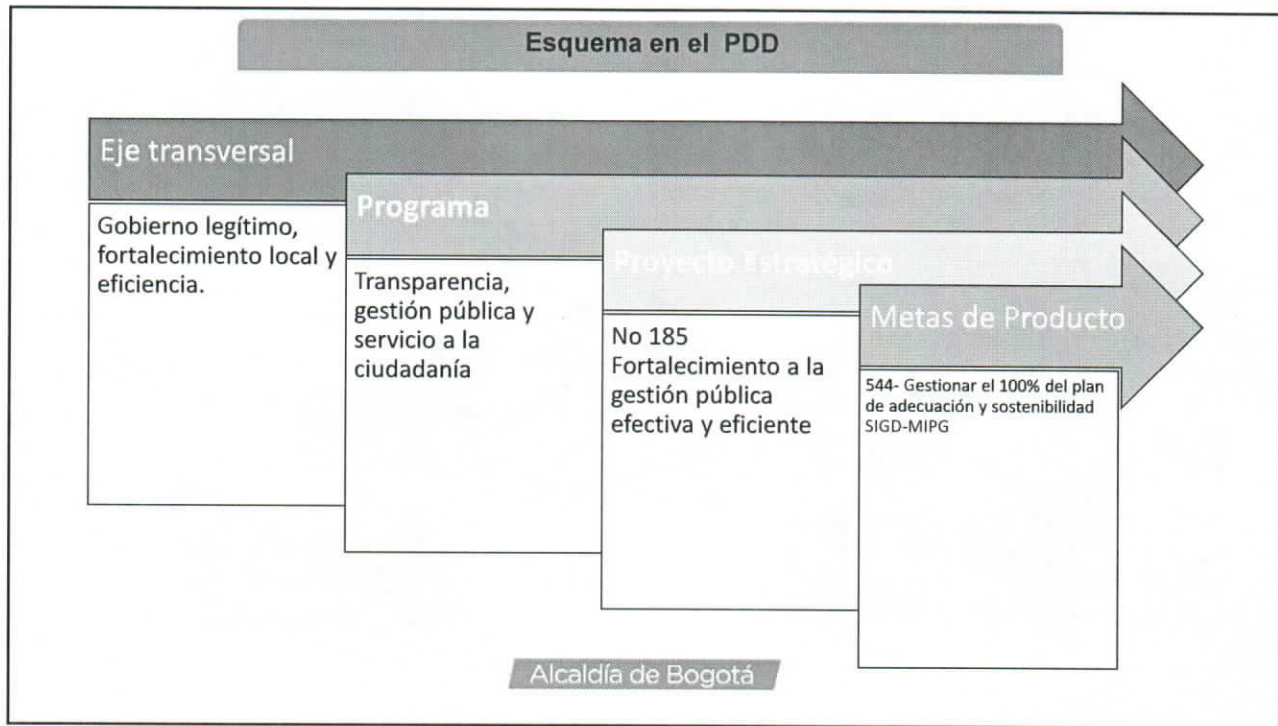 Esquema en el PDD
Eje transversal
Gobierno legítimo,
fortalecimiento local y
eficiencia.
Programa
Transparencia,
gestión pública y
servicio a la
ciudadanía
Proyecto Estratégico
No 185
Fortalecimiento a la
gestión pública
efectiva y eficiente
Metas de Producto
544- Gestionar el 100% del plan
de adecuación y sostenibilidad
SIGD-MIPG
Alcaldía de Bogotá